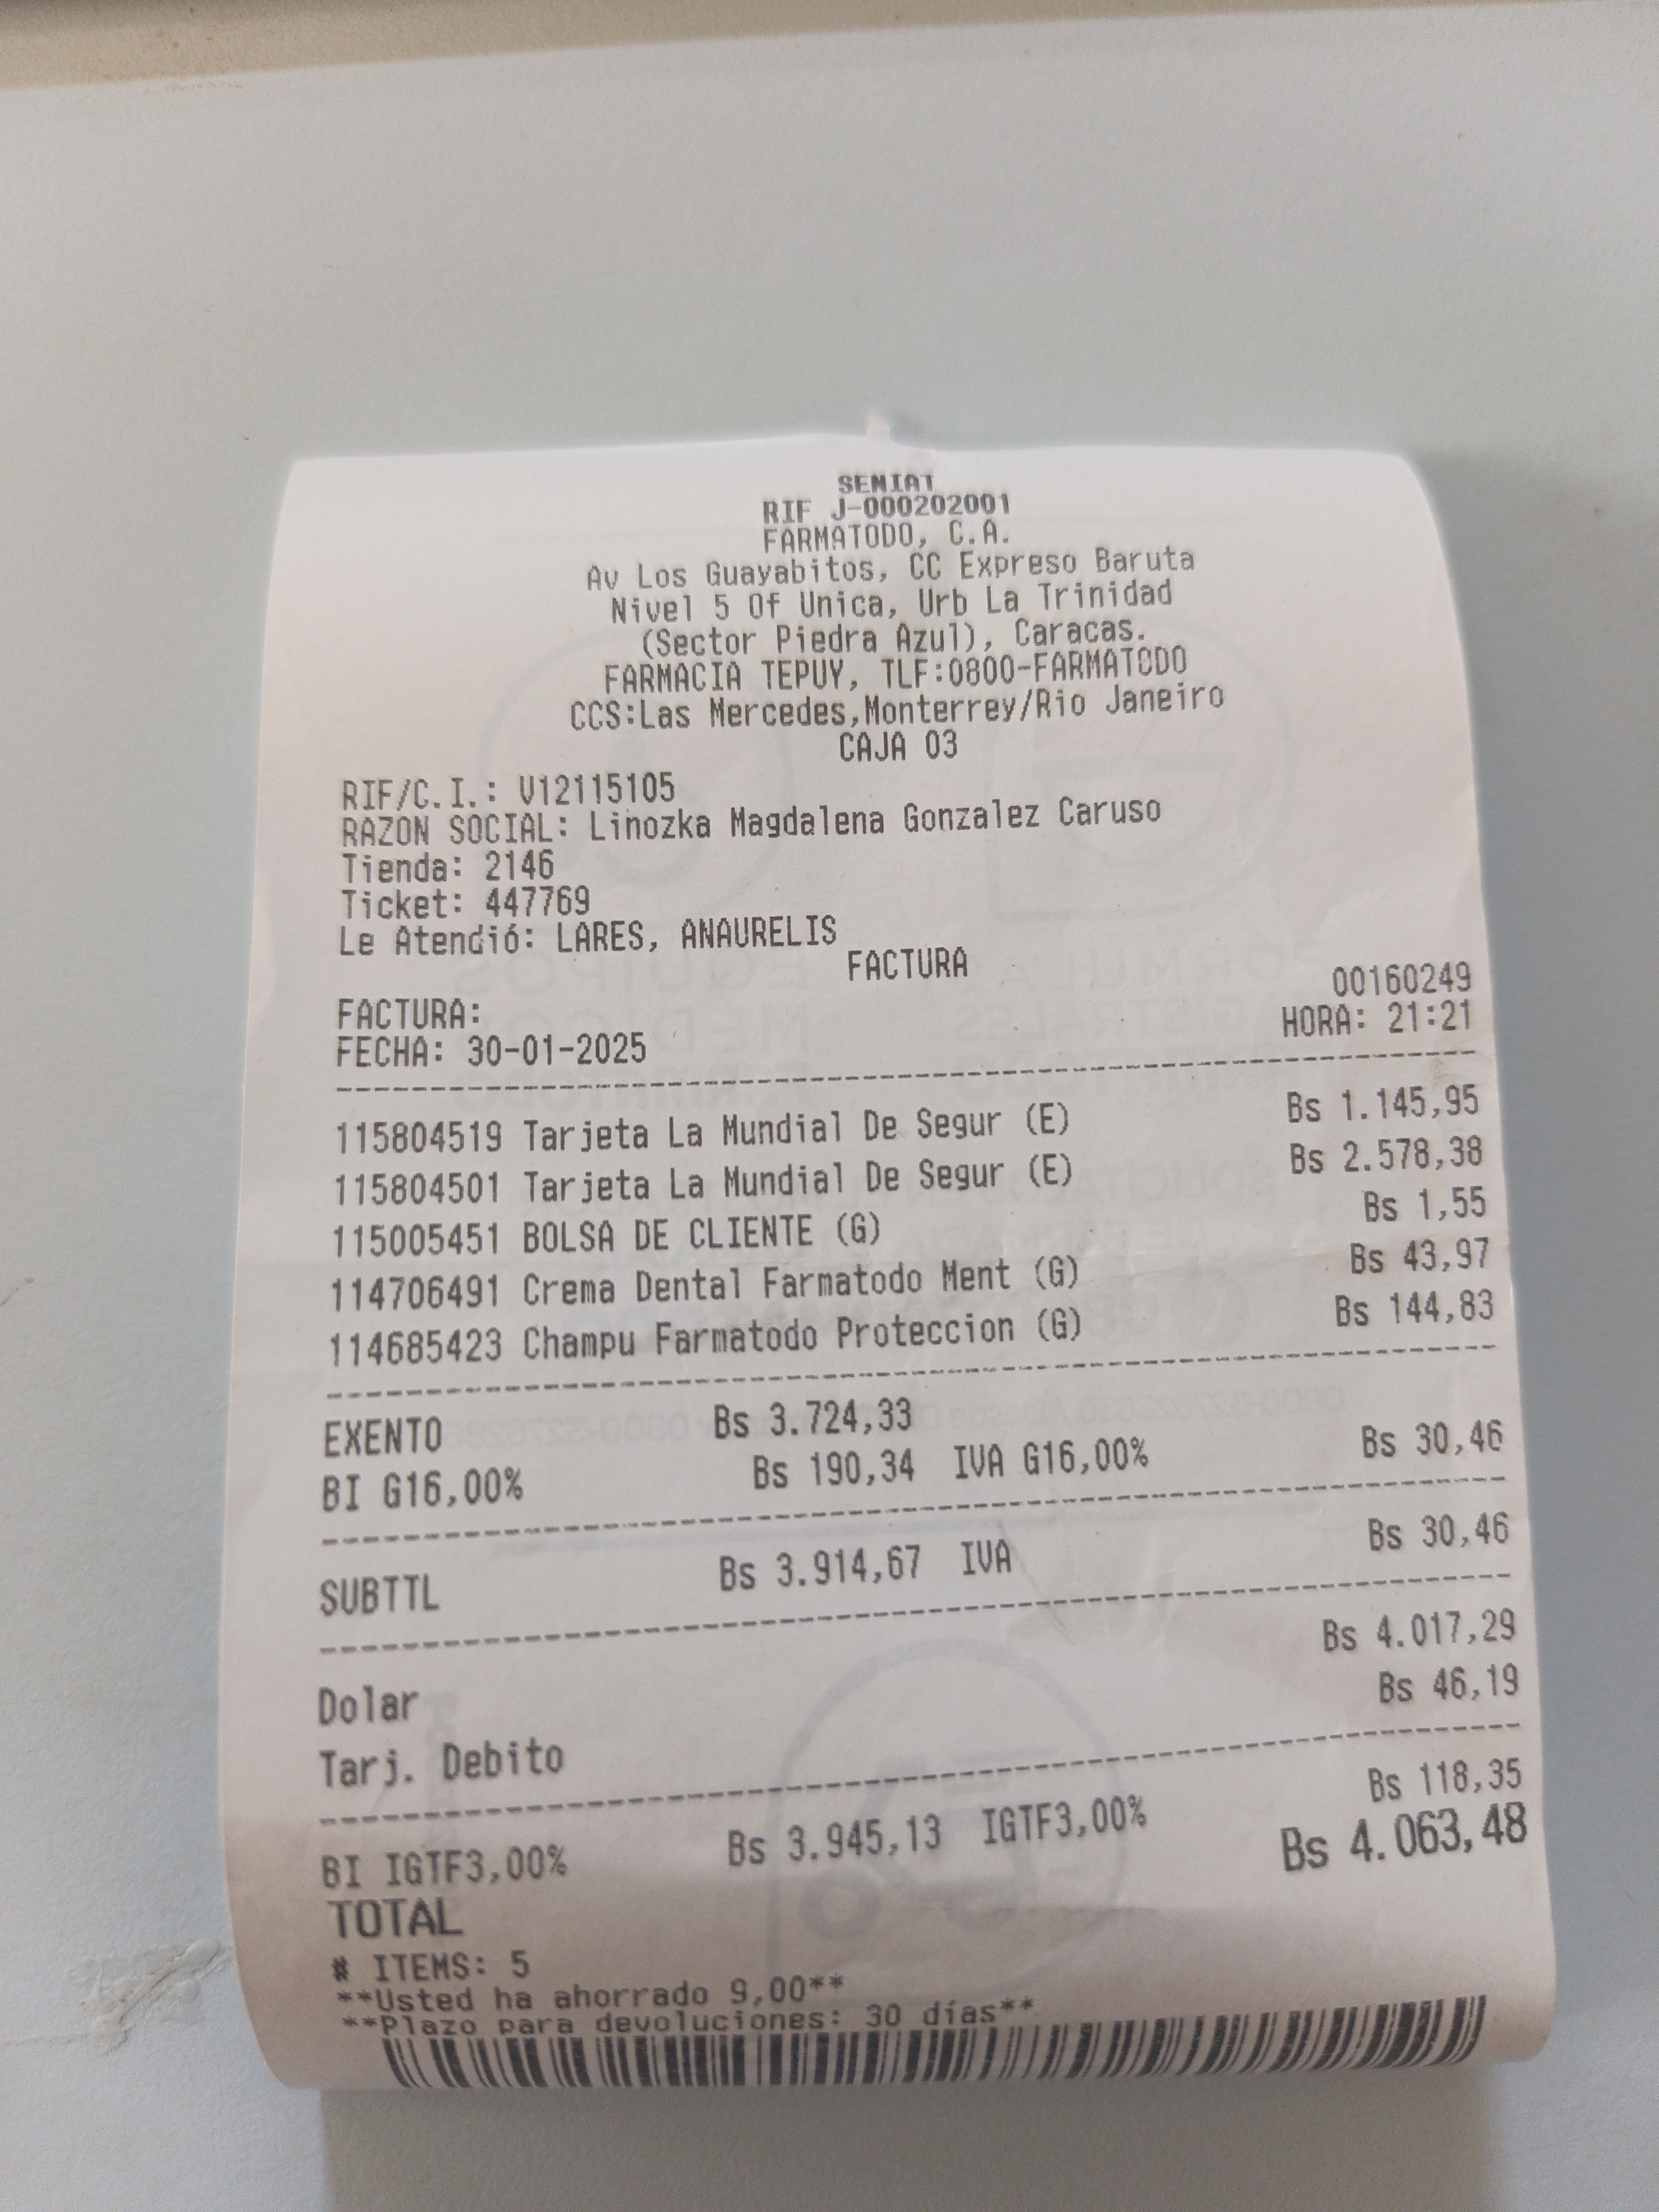 SENIAT
RIF J-000202001
FARMATODO, C.A.
Av Los Guayabitos, CC Expreso Baruta
Nivel 5 Of Unica, Urb La Trinidad
(Sector Piedra Azul), Caracas.
FARMACIA TEPUY, TLF:0800-FARMATODO
CCS:Las Mercedes,Monterrey/Rio Janeiro
CAJA 03
RIF/C.I.: V12115105
RAZON SOCIAL: Linozka Magdalena Gonzalez Caruso
Tienda: 2146
Ticket: 447769
Le Atendió: LARES, ANAURELIS
FACTURA
FACTURA: 00160249
FECHA: 30-01-2025 HORA: 21:21
115804519 Tarjeta La Mundial De Segur (E) Bs 1.145,95
115804501 Tarjeta La Mundial De Segur (E) Bs 2.578,38
115005451 BOLSA DE CLIENTE (G) Bs 1,55
114706491 Crema Dental Farmatodo Ment (G) Bs 43,97
114685423 Champu Farmatodo Proteccion (G) Bs 144,83
EXENTO Bs 3.724,33
BI G16,00% Bs 190,34 IVA G16,00% Bs 30,46
SUBTTL Bs 3.914,67 IVA Bs 30,46
Dolar Bs 4.017,29
Tarj. Debito Bs 46,19
BI IGTF3,00% Bs 3.945,13 IGTF3,00% Bs 118,35
TOTAL Bs 4.063,48
# ITEMS: 5
**Usted ha ahorrado 9,00**
**Plazo para devoluciones: 30 días**